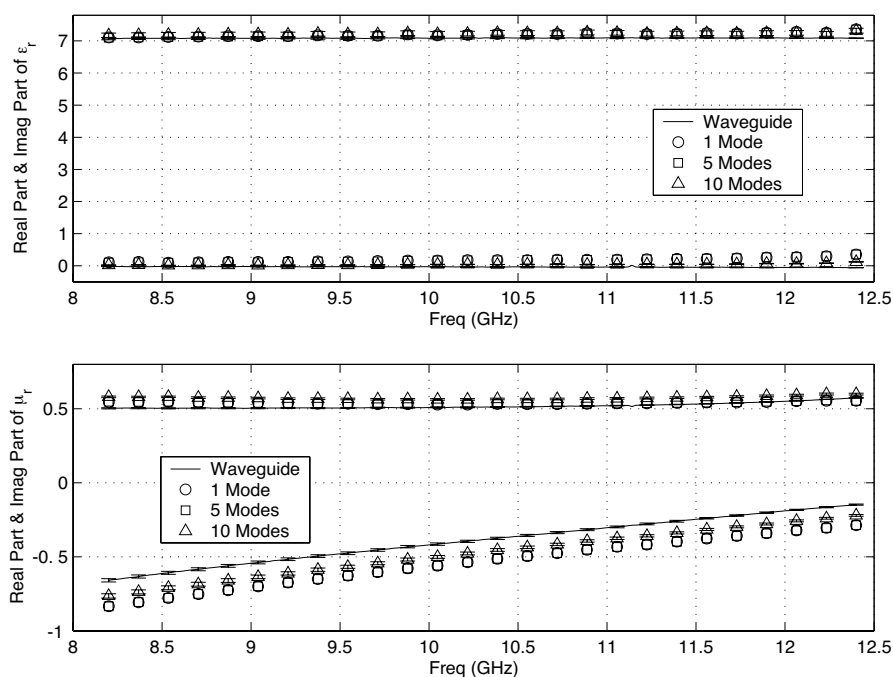 Real Part & Imag Part of εr
7
6
5
4
3
2
1
0
Waveguide
1 Mode
5 Modes
10 Modes
8 8.5 9 9.5 10 10.5 11 11.5 12 12.5
Freq (GHz)
Real Part & Imag Part of μr
0.5
0
-0.5
-1
Waveguide
1 Mode
5 Modes
10 Modes
8 8.5 9 9.5 10 10.5 11 11.5 12 12.5
Freq (GHz)